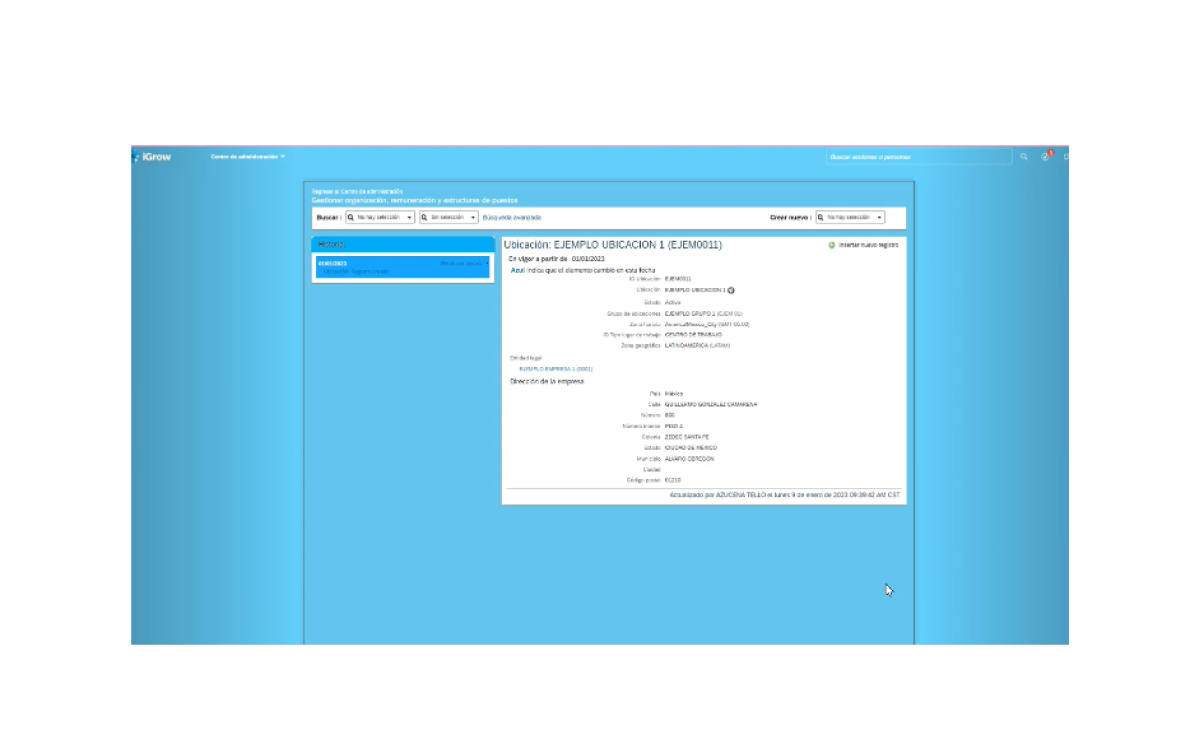 iGrow
Centro de administración
Buscar acciones o personas
Regresar a: Centro de administración
Gestionar organización, remuneración y estructuras de puestos
Buscar : No hay selección Sin selección Búsqueda avanzada
Crear nuevo : No hay selección
Historial
01/01/2023
Ubicación: EJEMPLO UBICACION 1 (EJEM0011)
Insertar nuevo registro
En vigor a partir de 01/01/2023
Azul indica que el elemento cambió en esta fecha
ID Ubicación EJEM0011
Ubicación EJEMPLO UBICACION 1
Estado Activo
Grupo de ubicaciones EJEMPLO GRUPO 1
Zona horaria America/Mexico_City (GMT-06:00)
ID Tipo lugar de trabajo CENTRO DE TRABAJO
Zona geográfica LATINOAMERICA (LATAM)
Entidad legal
EJEMPLO EMPRESA 1 (0001)
Dirección de la empresa
País México
Calle GUILLERMO GONZALEZ CAMARENA
Número 800
Número interior PISO 4
Colonia ZEDEC SANTA FE
Estado CIUDAD DE MÉXICO
Municipio ALVARO OBREGON
Ciudad
Código postal 01210
Actualizado por AZUCENA TELLO el lunes 9 de enero de 2023 09:39:42 AM CST